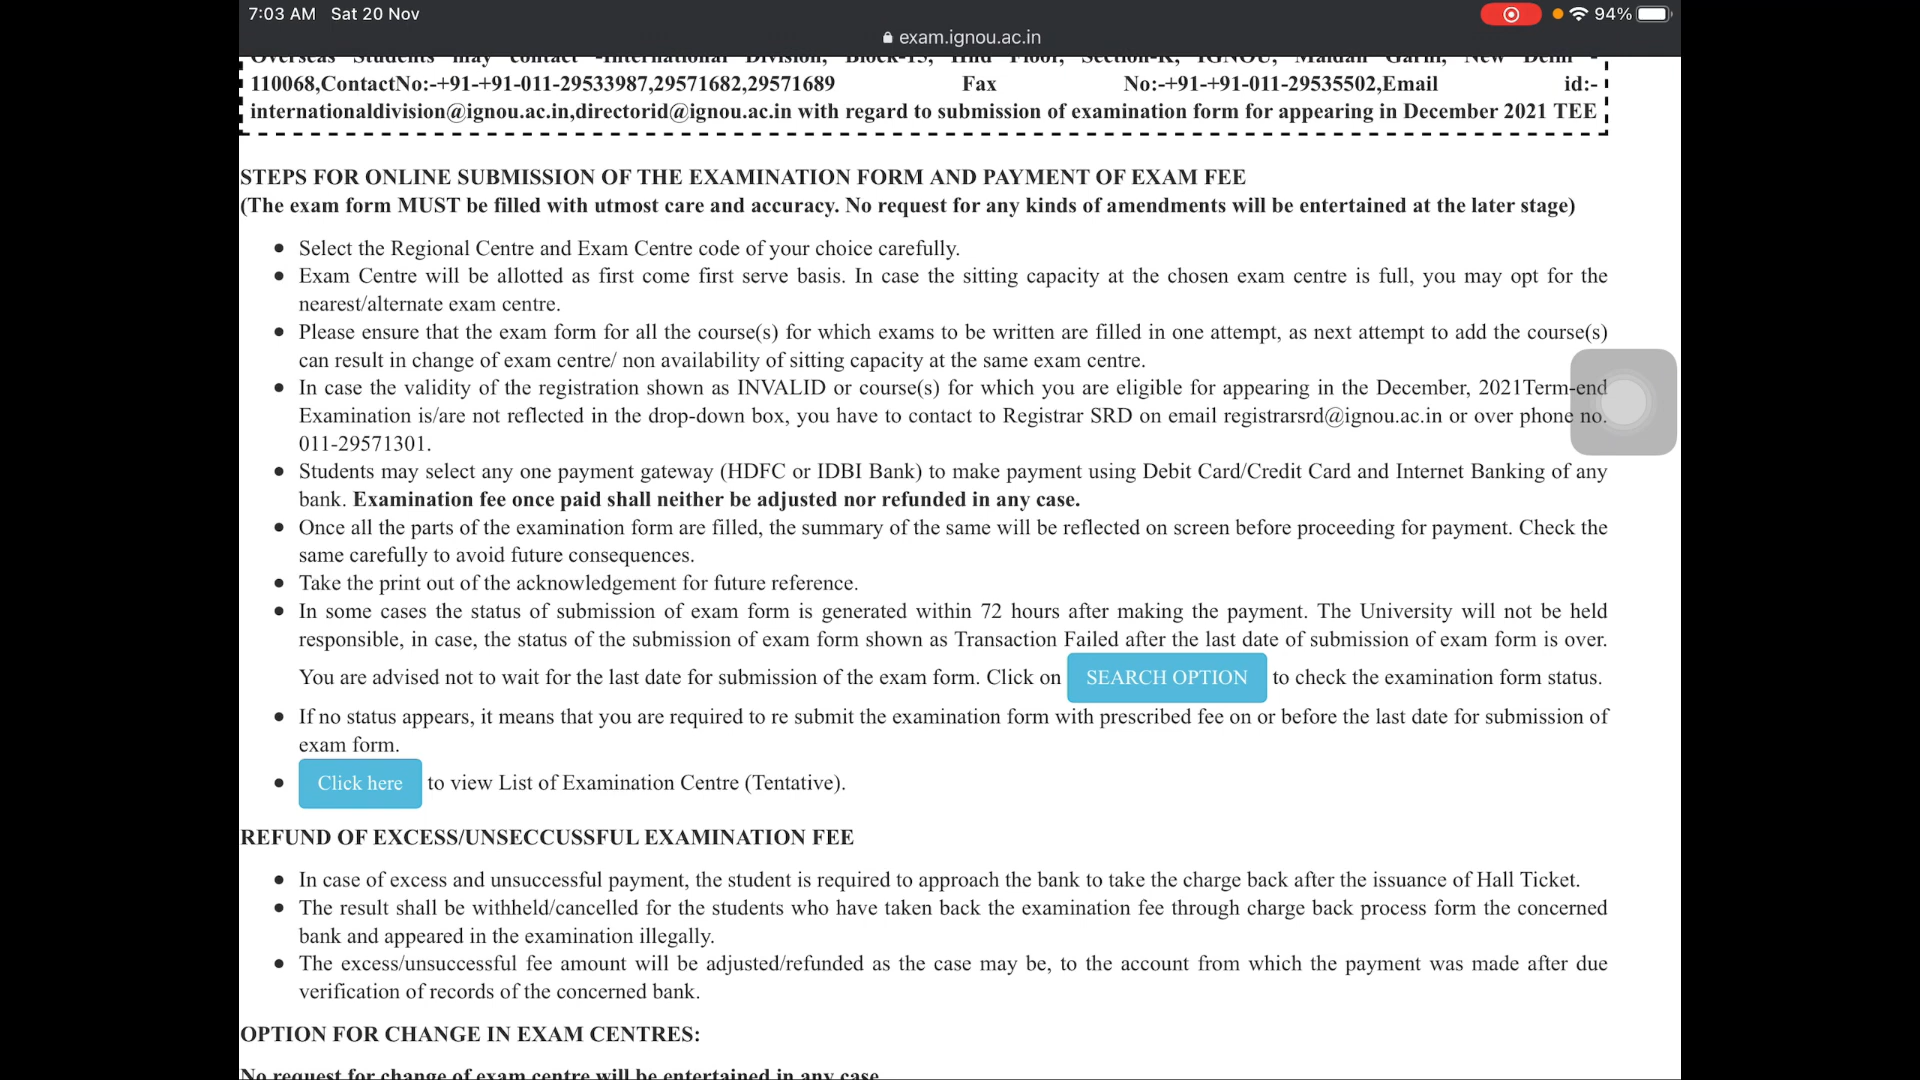 7:03 AM Sat 20 Nov
94%
exam.ignou.ac.in
Overseas Students may contact -International Division, Block-15, IInd Floor, Section-K, IGNOU, Maidan Garhi, New Delhi -
110068,ContactNo:-+91-+91-011-29533987,29571682,29571689 Fax No:-+91-+91-011-29535502,Email id:-
internationaldivision@ignou.ac.in,directorid@ignou.ac.in with regard to submission of examination form for appearing in December 2021 TEE
STEPS FOR ONLINE SUBMISSION OF THE EXAMINATION FORM AND PAYMENT OF EXAM FEE
(The exam form MUST be filled with utmost care and accuracy. No request for any kinds of amendments will be entertained at the later stage)
• Select the Regional Centre and Exam Centre code of your choice carefully.
• Exam Centre will be allotted as first come first serve basis. In case the sitting capacity at the chosen exam centre is full, you may opt for the
nearest/alternate exam centre.
• Please ensure that the exam form for all the course(s) for which exams to be written are filled in one attempt, as next attempt to add the course(s)
can result in change of exam centre/ non availability of sitting capacity at the same exam centre.
• In case the validity of the registration shown as INVALID or course(s) for which you are eligible for appearing in the December, 2021Term-end
Examination is/are not reflected in the drop-down box, you have to contact to Registrar SRD on email registrarsrd@ignou.ac.in or over phone no.
011-29571301.
• Students may select any one payment gateway (HDFC or IDBI Bank) to make payment using Debit Card/Credit Card and Internet Banking of any
bank. Examination fee once paid shall neither be adjusted nor refunded in any case.
• Once all the parts of the examination form are filled, the summary of the same will be reflected on screen before proceeding for payment. Check the
same carefully to avoid future consequences.
• Take the print out of the acknowledgement for future reference.
• In some cases the status of submission of exam form is generated within 72 hours after making the payment. The University will not be held
responsible, in case, the status of the submission of exam form shown as Transaction Failed after the last date of submission of exam form is over.
You are advised not to wait for the last date for submission of the exam form. Click on SEARCH OPTION to check the examination form status.
• If no status appears, it means that you are required to re submit the examination form with prescribed fee on or before the last date for submission of
exam form.
• Click here to view List of Examination Centre (Tentative).
REFUND OF EXCESS/UNSECCUSSFUL EXAMINATION FEE
• In case of excess and unsuccessful payment, the student is required to approach the bank to take the charge back after the issuance of Hall Ticket.
• The result shall be withheld/cancelled for the students who have taken back the examination fee through charge back process form the concerned
bank and appeared in the examination illegally.
• The excess/unsuccessful fee amount will be adjusted/refunded as the case may be, to the account from which the payment was made after due
verification of records of the concerned bank.
OPTION FOR CHANGE IN EXAM CENTRES:
No request for change of exam centre will be entertained in any case